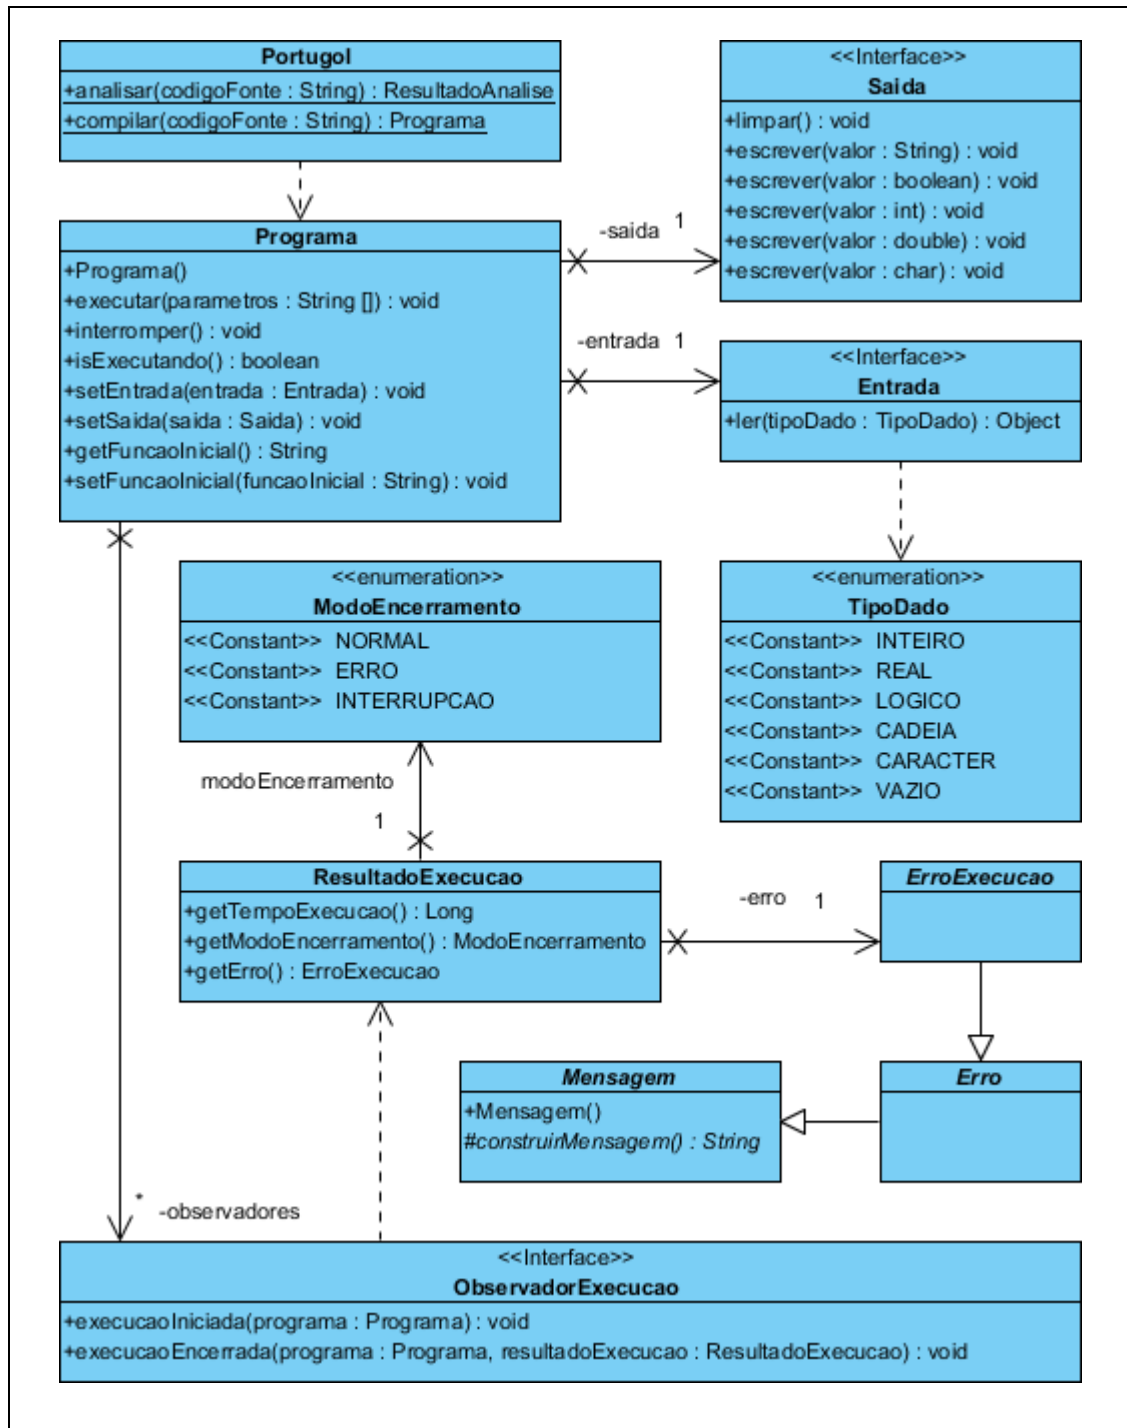 Portugol
+analisar(codigoFonte : String) : ResultadoAnalise
+compilar(codigoFonte : String) : Programa
<<Interface>>
Saida
+limpar() : void
+escrever(valor : String) : void
+escrever(valor : boolean) : void
+escrever(valor : int) : void
+escrever(valor : double) : void
+escrever(valor : char) : void
Programa
+Programa()
+executar(parametros : String []) : void
+interromper() : void
+isExecutando() : boolean
+setEntrada(entrada : Entrada) : void
+setSaida(saida : Saida) : void
+getFuncaoInicial() : String
+setFuncaoInicial(funcaoInicial : String) : void
-saida 1
-entrada 1
<<Interface>>
Entrada
+ler(tipoDado : TipoDado) : Object
<<enumeration>>
ModoEncerramento
<<Constant>> NORMAL
<<Constant>> ERRO
<<Constant>> INTERRUPCAO
<<enumeration>>
TipoDado
<<Constant>> INTEIRO
<<Constant>> REAL
<<Constant>> LOGICO
<<Constant>> CADEIA
<<Constant>> CARACTER
<<Constant>> VAZIO
modoEncerramento
1
ResultadoExecucao
+getTempoExecucao() : Long
+getModoEncerramento() : ModoEncerramento
+getErro() : ErroExecucao
-erro 1
ErroExecucao
Mensagem
+Mensagem()
#construirMensagem() : String
Erro
* -observadores
<<Interface>>
ObservadorExecucao
+execucaoIniciada(programa : Programa) : void
+execucaoEncerrada(programa : Programa, resultadoExecucao : ResultadoExecucao) : void